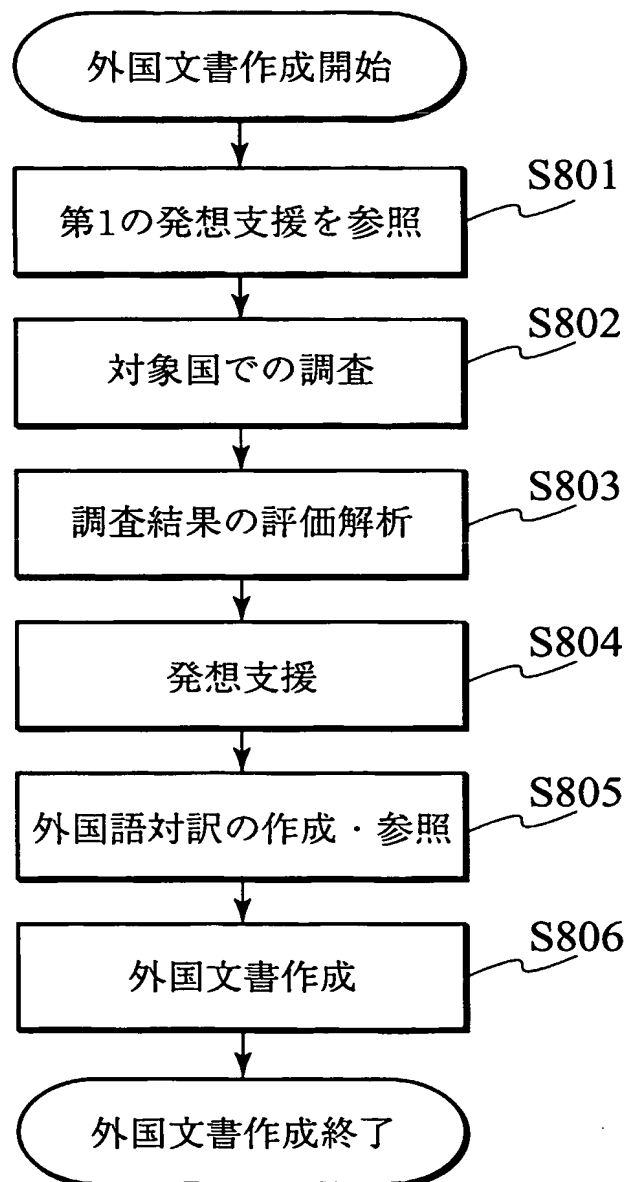 外国文書作成開始
S801
第1の発想支援を参照
S802
対象国での調査
S803
調査結果の評価解析
S804
発想支援
S805
外国語対訳の作成・参照
S806
外国文書作成
外国文書作成終了